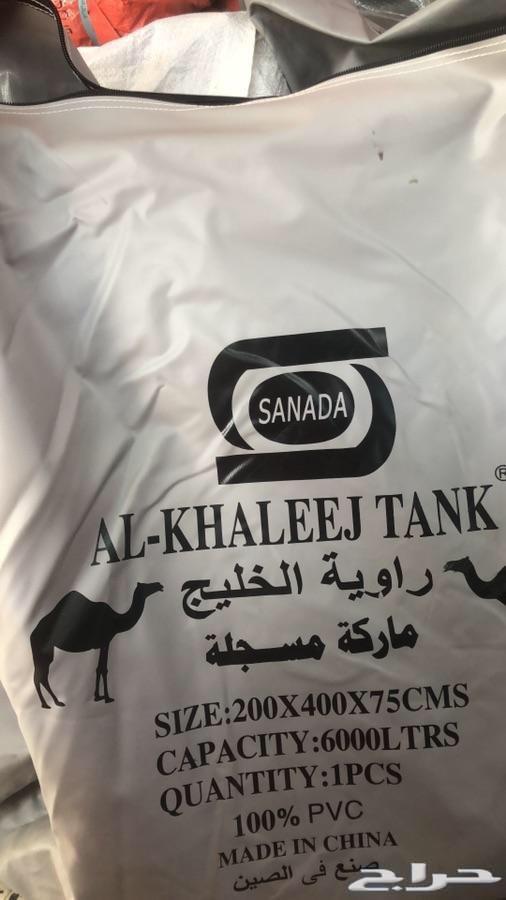 SANADA
AL-KHALEEJ TANK®
راوية الخليج
ماركة مسجلة
SIZE:200X400X75CMS
CAPACITY:6000LTRS
QUANTITY:1PCS
100% PVC
MADE IN CHINA
صنع فى الصين
حراج